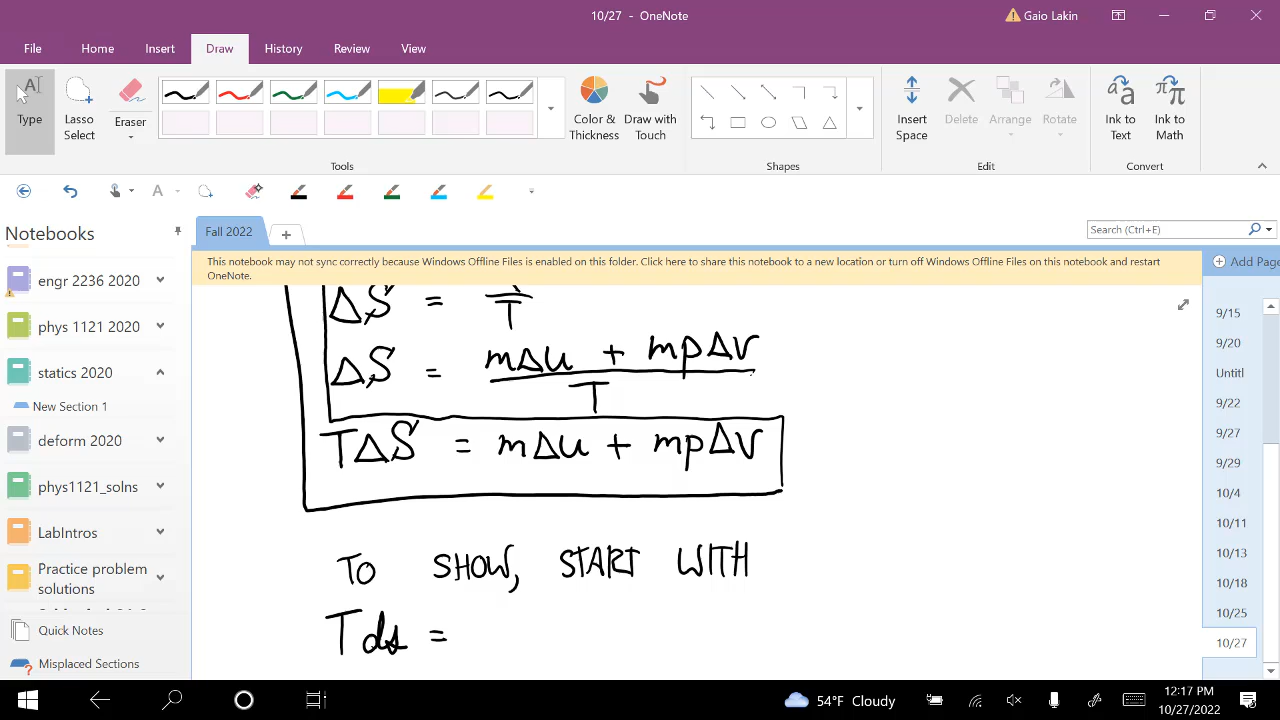 10/27 - OneNote
Gaio Lakin
File Home Insert Draw History Review View
Type
Lasso Select
Eraser
Color & Thickness
Draw with Touch
Insert Space
Delete
Arrange
Rotate
Ink to Text
Ink to Math
Tools
Shapes
Edit
Convert
Notebooks
Fall 2022
Search (Ctrl+E)
This notebook may not sync correctly because Windows Offline Files is enabled on this folder. Click here to share this notebook to a new location or turn off Windows Offline Files on this notebook and restart
OneNote.
Add Page
engr 2236 2020
phys 1121 2020
statics 2020
New Section 1
deform 2020
phys1121_solns
LabIntros
Practice problem solutions
Quick Notes
Misplaced Sections
ΔS = /T
ΔS = (mΔu + mpΔv)/T
TΔS = mΔu + mpΔv
TO SHOW, START WITH
Tds =
9/15
9/20
Untitl
9/22
9/27
9/29
10/4
10/11
10/13
10/18
10/25
10/27
54°F Cloudy
12:17 PM
10/27/2022